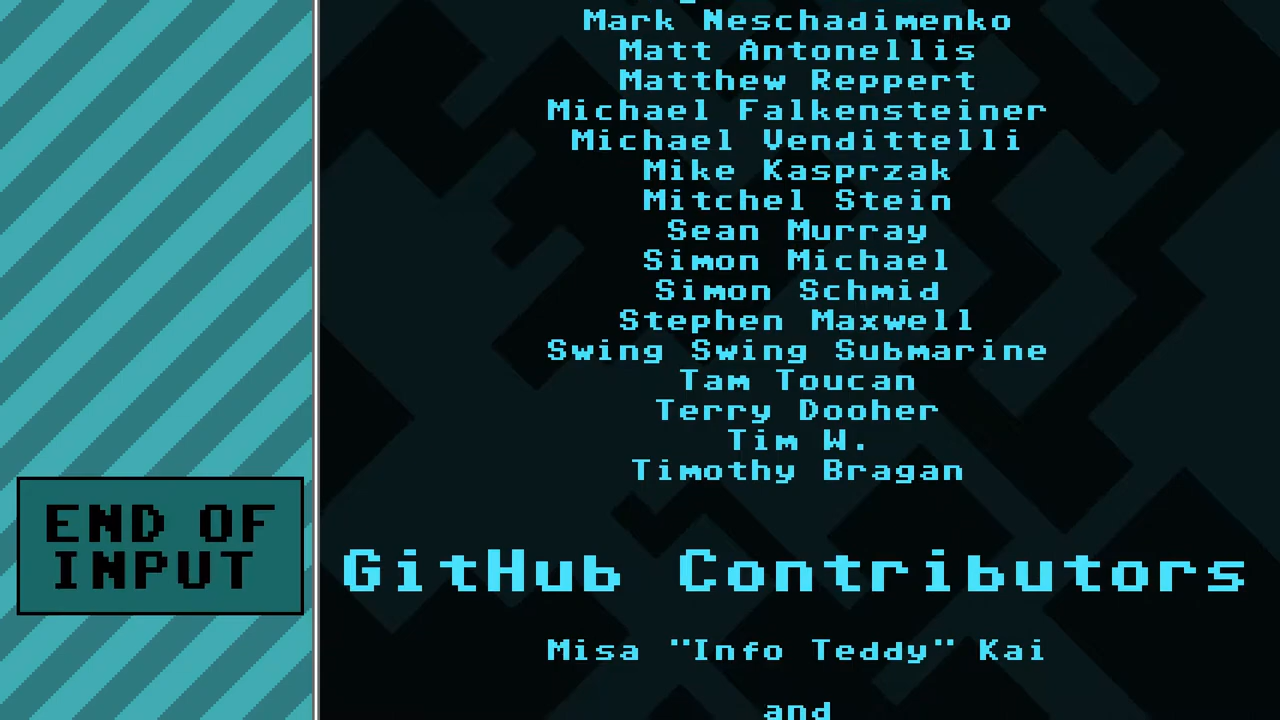 Mark Neschadimenko
Matt Antonellis
Matthew Reppert
Michael Falkensteiner
Michael Vendittelli
Mike Kasprzak
Mitchel Stein
Sean Murray
Simon Michael
Simon Schmid
Stephen Maxwell
Swing Swing Submarine
Tam Toucan
Terry Dooher
Tim W.
Timothy Bragan
END OF
INPUT
GitHub Contributors
Misa "Info Teddy" Kai
and